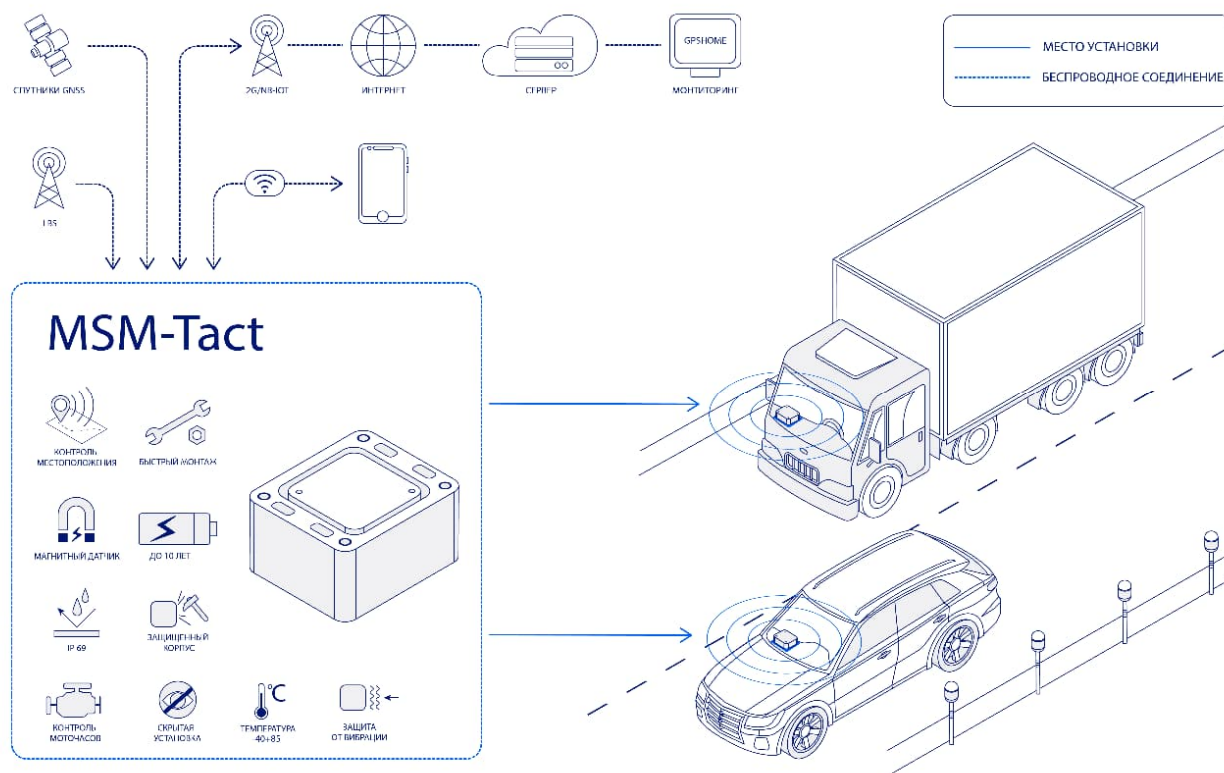 СПУТНИКИ GNSS
2G/NB-IOT
ИНТЕРНЕТ
СЕРВЕР
GPSHOME
МОНТИТОРИНГ
МЕСТО УСТАНОВКИ
БЕСПРОВОДНОЕ СОЕДИНЕНИЕ
LBS
MSM-Tact
КОНТРОЛЬ
МЕСТОПОЛОЖЕНИЯ
БЫСТРЫЙ МОНТАЖ
МАГНИТНЫЙ ДАТЧИК
ДО 10 ЛЕТ
IP 69
ЗАЩИЩЕННЫЙ
КОРПУС
КОНТРОЛЬ
МОТОЧАСОВ
СКРЫТАЯ
УСТАНОВКА
°C
ТЕМПЕРАТУРА
-40+85
ЗАЩИТА
ОТ ВИБРАЦИИ